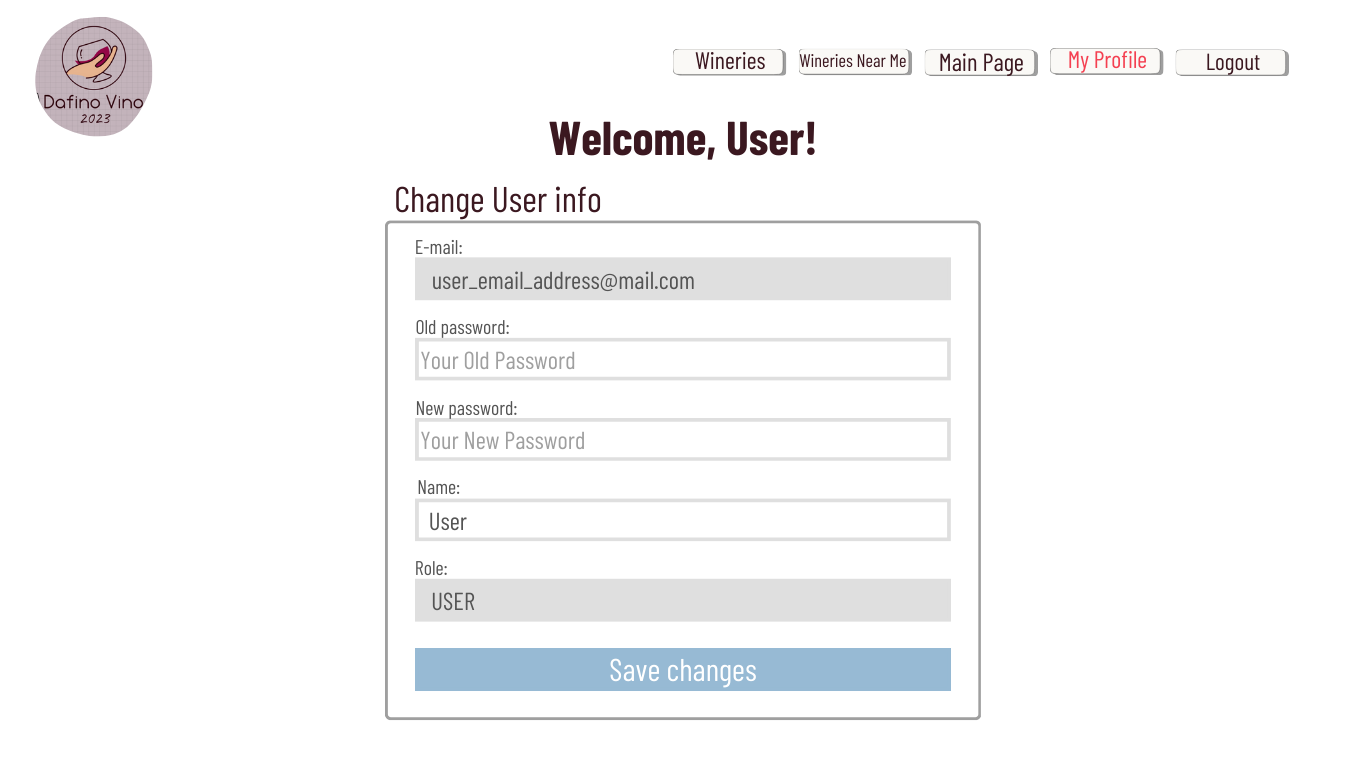 Dafino Vino
2023
Wineries
Wineries Near Me
Main Page
My Profile
Logout
Welcome, User!
Change User info
E-mail:
user_email_address@mail.com
Old password:
Your Old Password
New password:
Your New Password
Name:
User
Role:
USER
Save changes